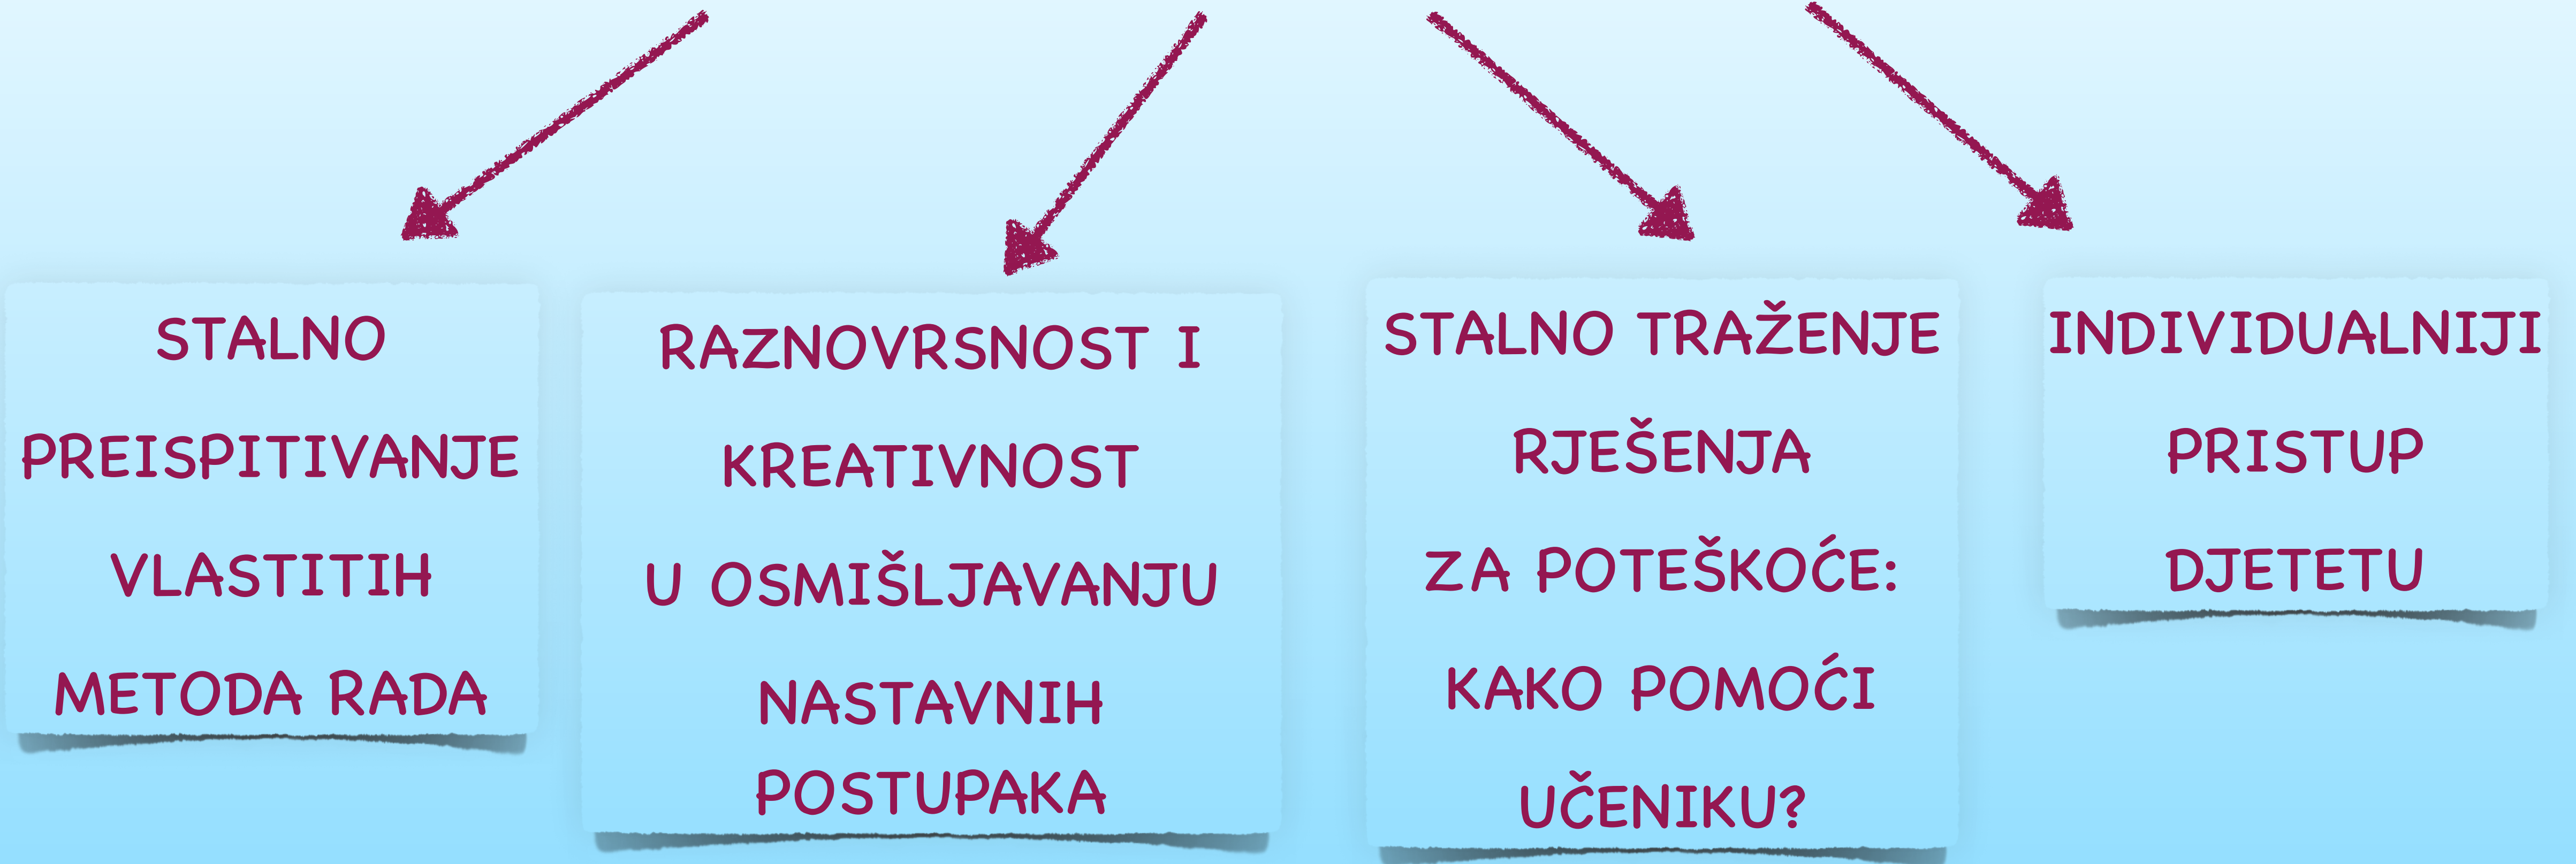 STALNO
PREISPITIVANJE
VLASTITIH
METODA RADA
RAZNOVRSNOST I
KREATIVNOST
U OSMIŠLJAVANJU
NASTAVNIH
POSTUPAKA
STALNO TRAŽENJE
RJEŠENJA
ZA POTEŠKOĆE:
KAKO POMOĆI
UČENIKU?
INDIVIDUALNIJI
PRISTUP
DJETETU